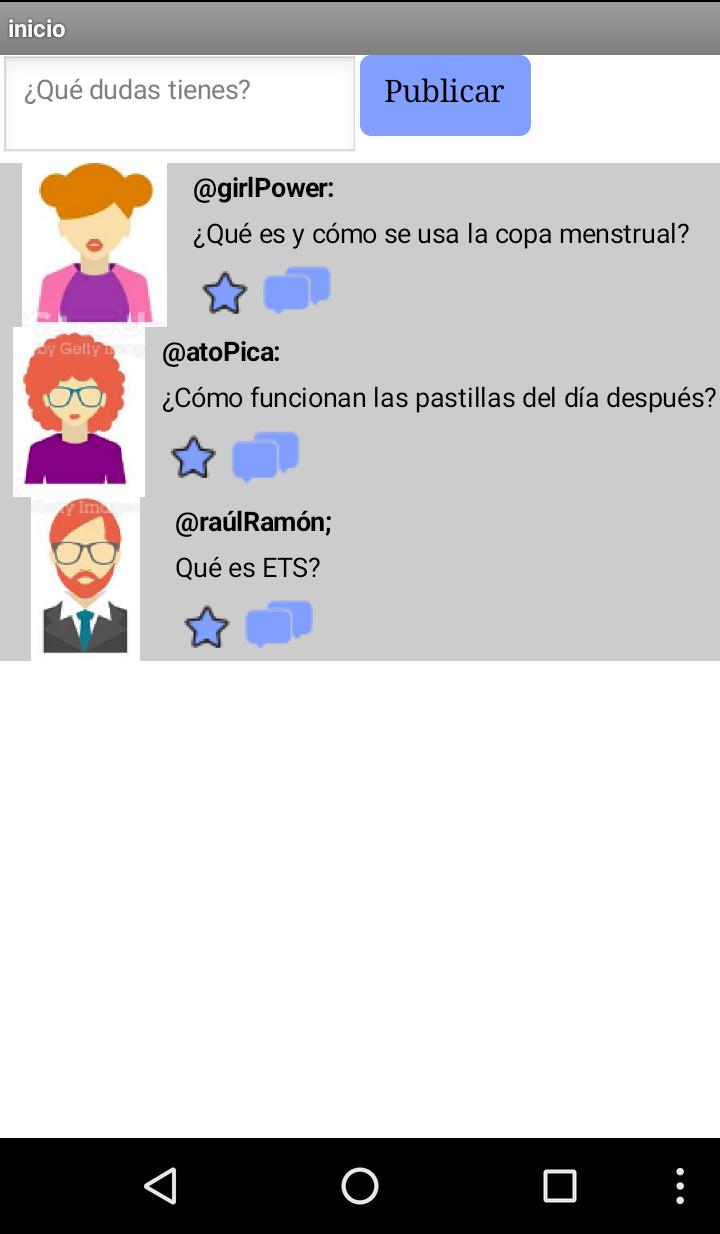 inicio
¿Qué dudas tienes?
Publicar
@girlPower:
¿Qué es y cómo se usa la copa menstrual?
by Getty Imag
@atoPica:
¿Cómo funcionan las pastillas del día después?
Getty Images
@raúlRamón;
Qué es ETS?